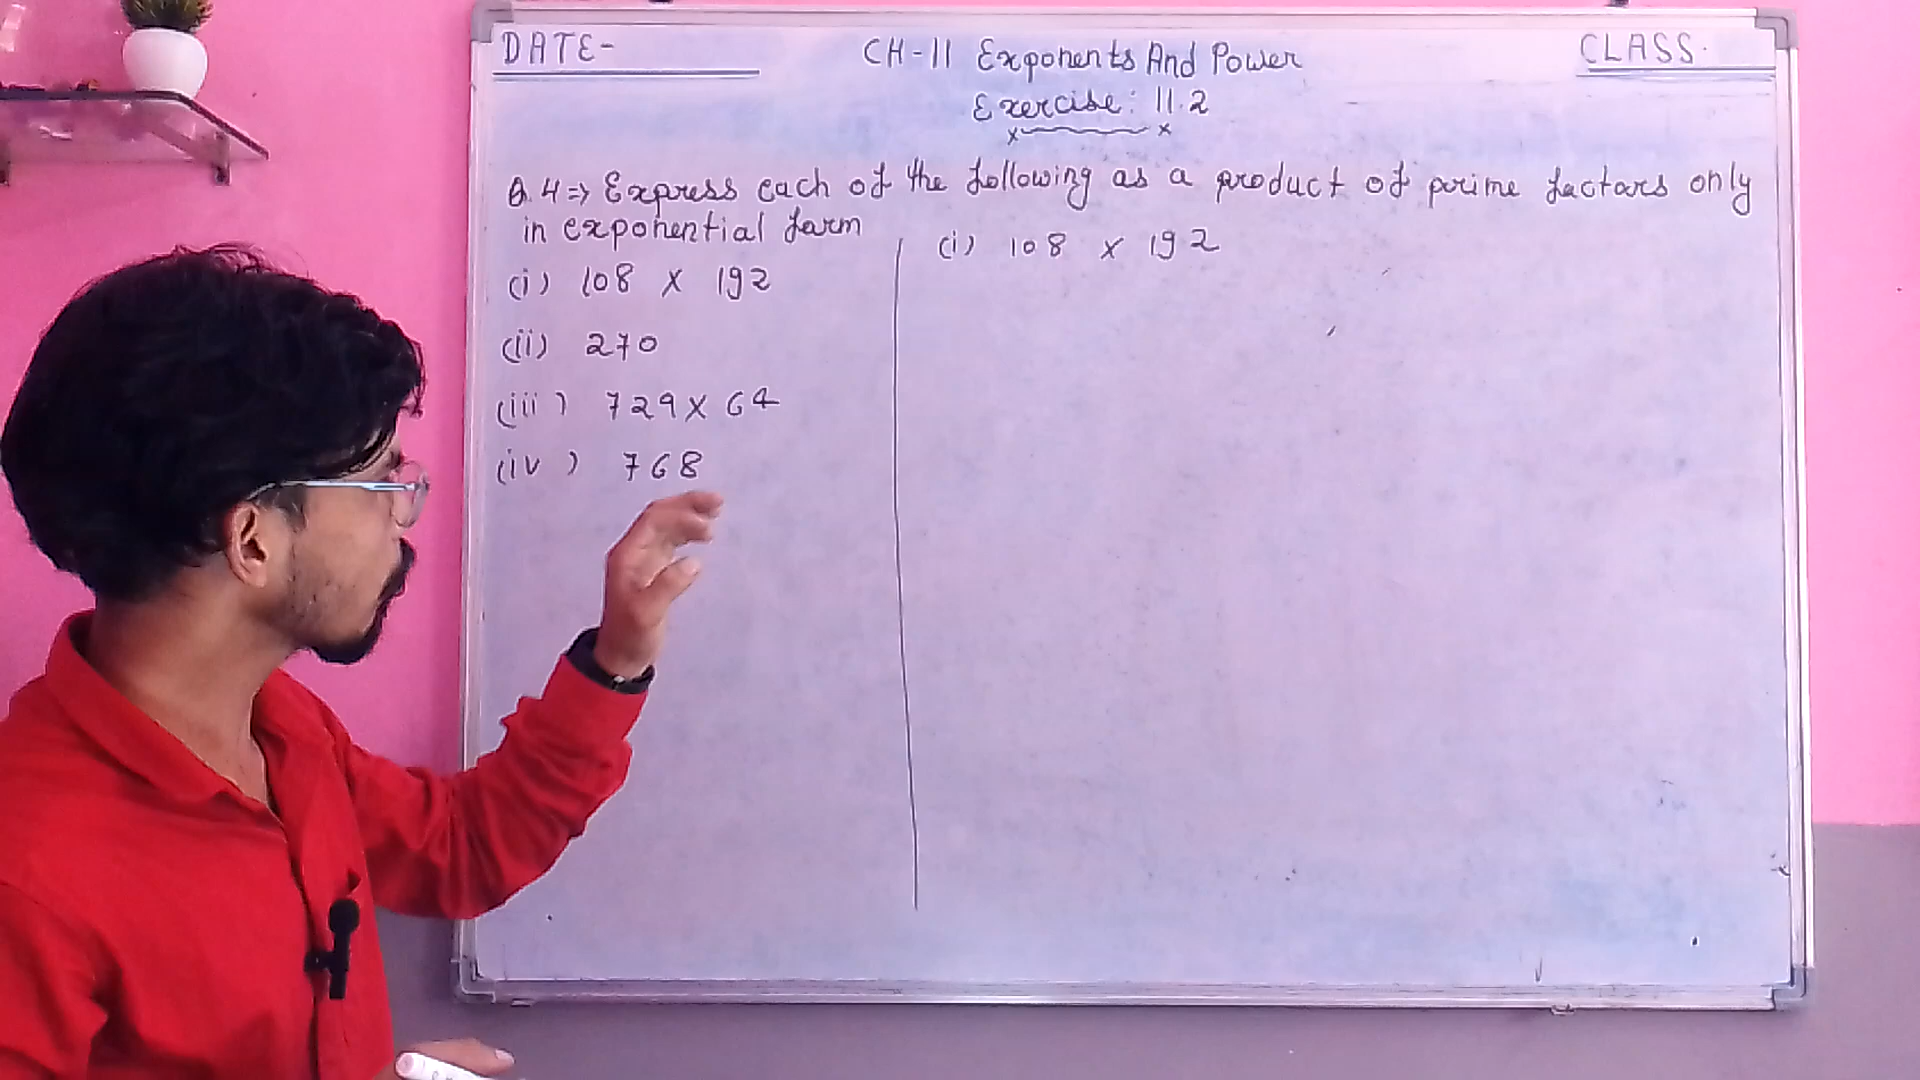 DATE-
CH-11 Exponents And Power
CLASS.
Exercise: 11.2
Q.4 => Express each of the following as a product of prime factors only
in exponential form
(i) 108 x 192
(ii) 270
(iii) 729 x 64
(iv) 768
(i) 108 x 192